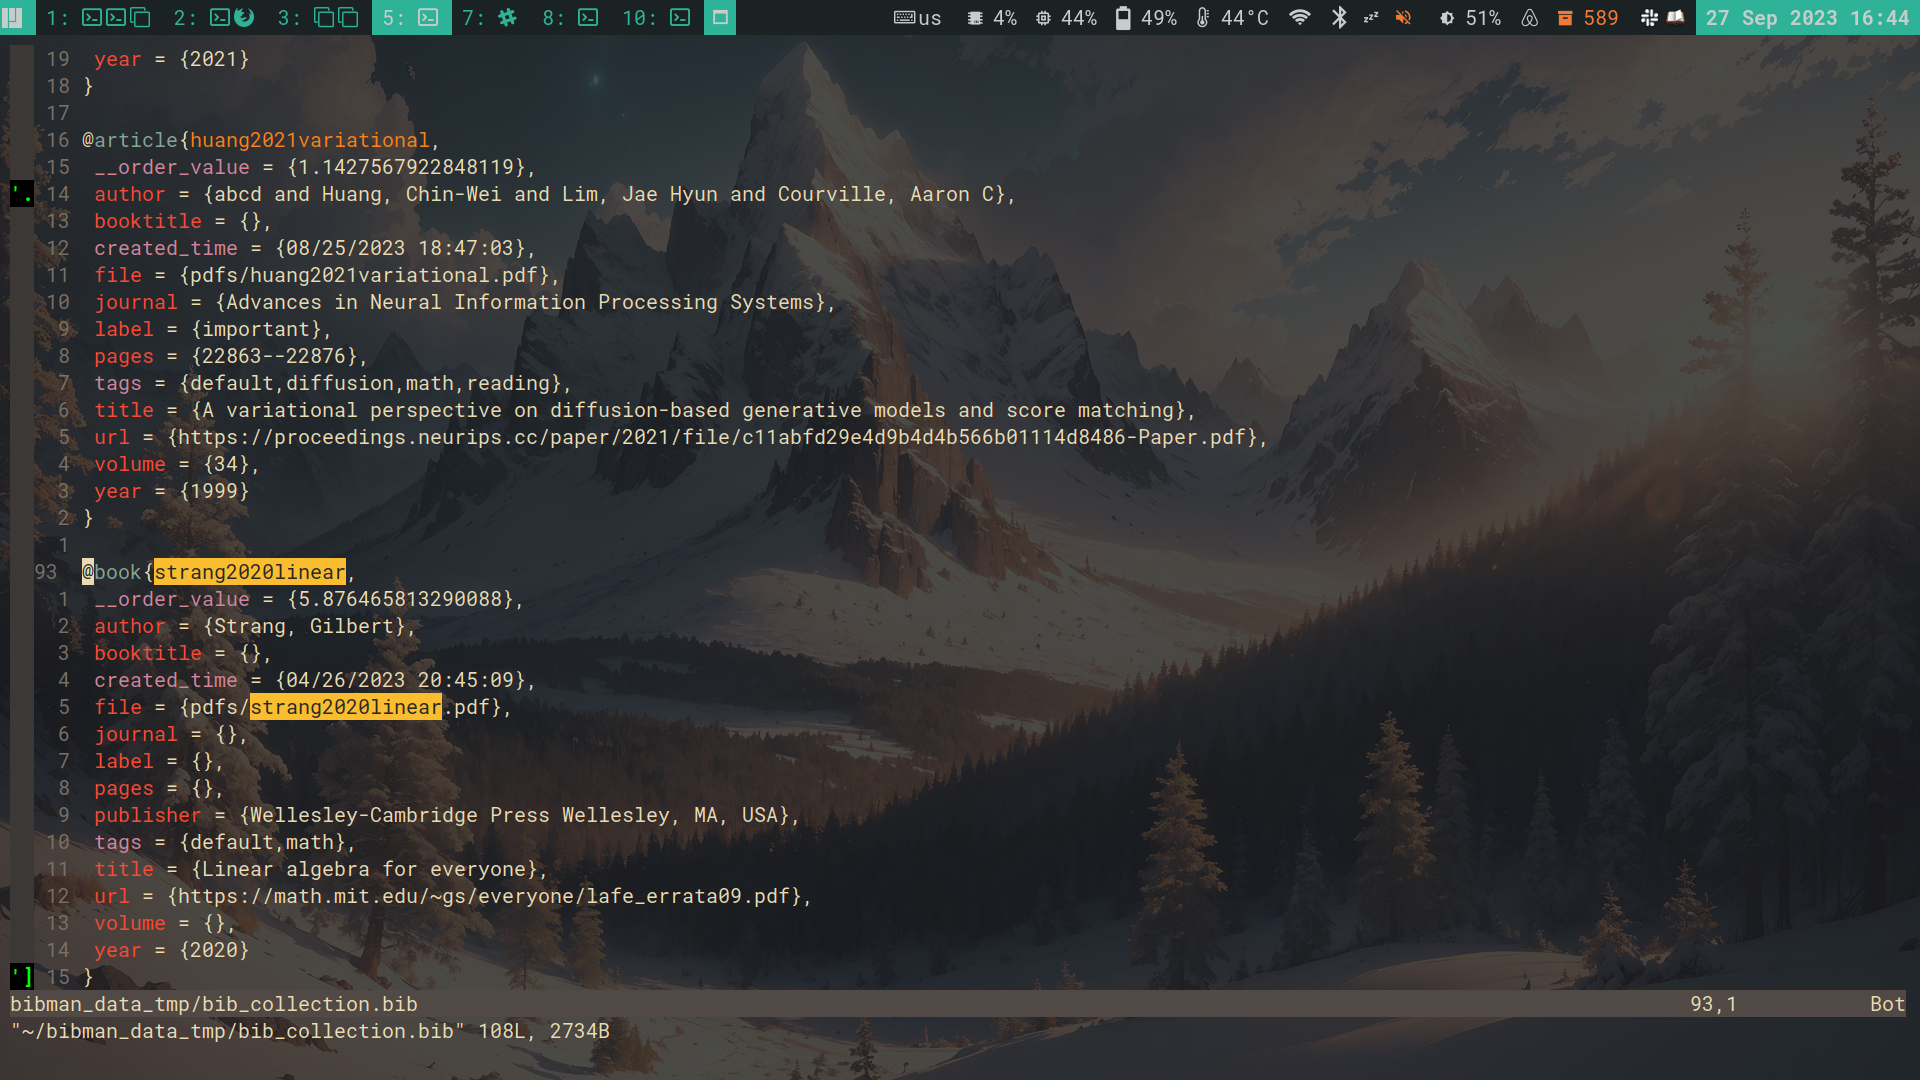 1: 2: 3: 5: 7: 8: 10: us 4% 44% 49% 44°C zzz 51% 589 27 Sep 2023 16:44
19 year = {2021}
18 }
17
16 @article{huang2021variational,
15 __order_value = {1.1427567922848119},
'. 14 author = {abcd and Huang, Chin-Wei and Lim, Jae Hyun and Courville, Aaron C},
13 booktitle = {},
12 created_time = {08/25/2023 18:47:03},
11 file = {pdfs/huang2021variational.pdf},
10 journal = {Advances in Neural Information Processing Systems},
9 label = {important},
8 pages = {22863--22876},
7 tags = {default,diffusion,math,reading},
6 title = {A variational perspective on diffusion-based generative models and score matching},
5 url = {https://proceedings.neurips.cc/paper/2021/file/c11abfd29e4d9b4d4b566b01114d8486-Paper.pdf},
4 volume = {34},
3 year = {1999}
2 }
1
93 @book{strang2020linear,
1 __order_value = {5.876465813290088},
2 author = {Strang, Gilbert},
3 booktitle = {},
4 created_time = {04/26/2023 20:45:09},
5 file = {pdfs/strang2020linear.pdf},
6 journal = {},
7 label = {},
8 pages = {},
9 publisher = {Wellesley-Cambridge Press Wellesley, MA, USA},
10 tags = {default,math},
11 title = {Linear algebra for everyone},
12 url = {https://math.mit.edu/~gs/everyone/lafe_errata09.pdf},
13 volume = {},
14 year = {2020}
'] 15 }
bibman_data_tmp/bib_collection.bib 93,1 Bot
"~/bibman_data_tmp/bib_collection.bib" 108L, 2734B